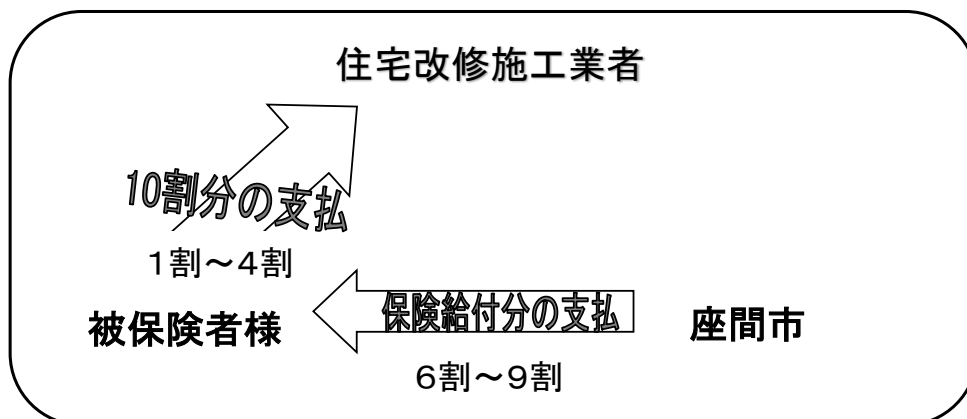 住宅改修施工業者
10割分の支払
1割~4割
保険給付分の支払
被保険者様
座間市
6割~9割